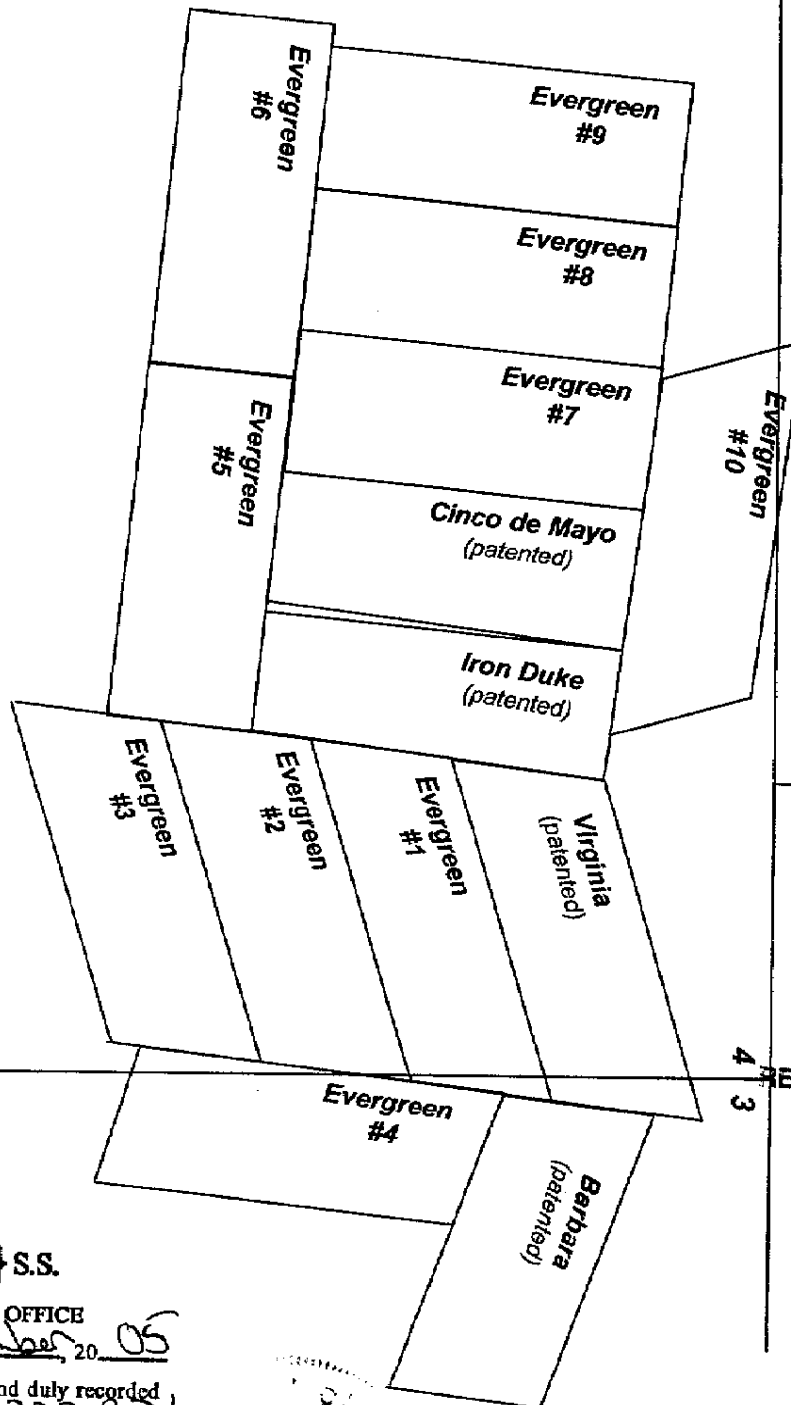 Evergreen
#6
Evergreen
#9
Evergreen
#8
Evergreen
#7
Evergreen
#10
Evergreen
#5
Cinco de Mayo
(patented)
Iron Duke
(patented)
Evergreen
#3
Evergreen
#2
Evergreen
#1
Virginia
(patented)
4
3
Evergreen
#4
Barbara
(patented)
S.S.
OFFICE
20 05
nd duly recorded